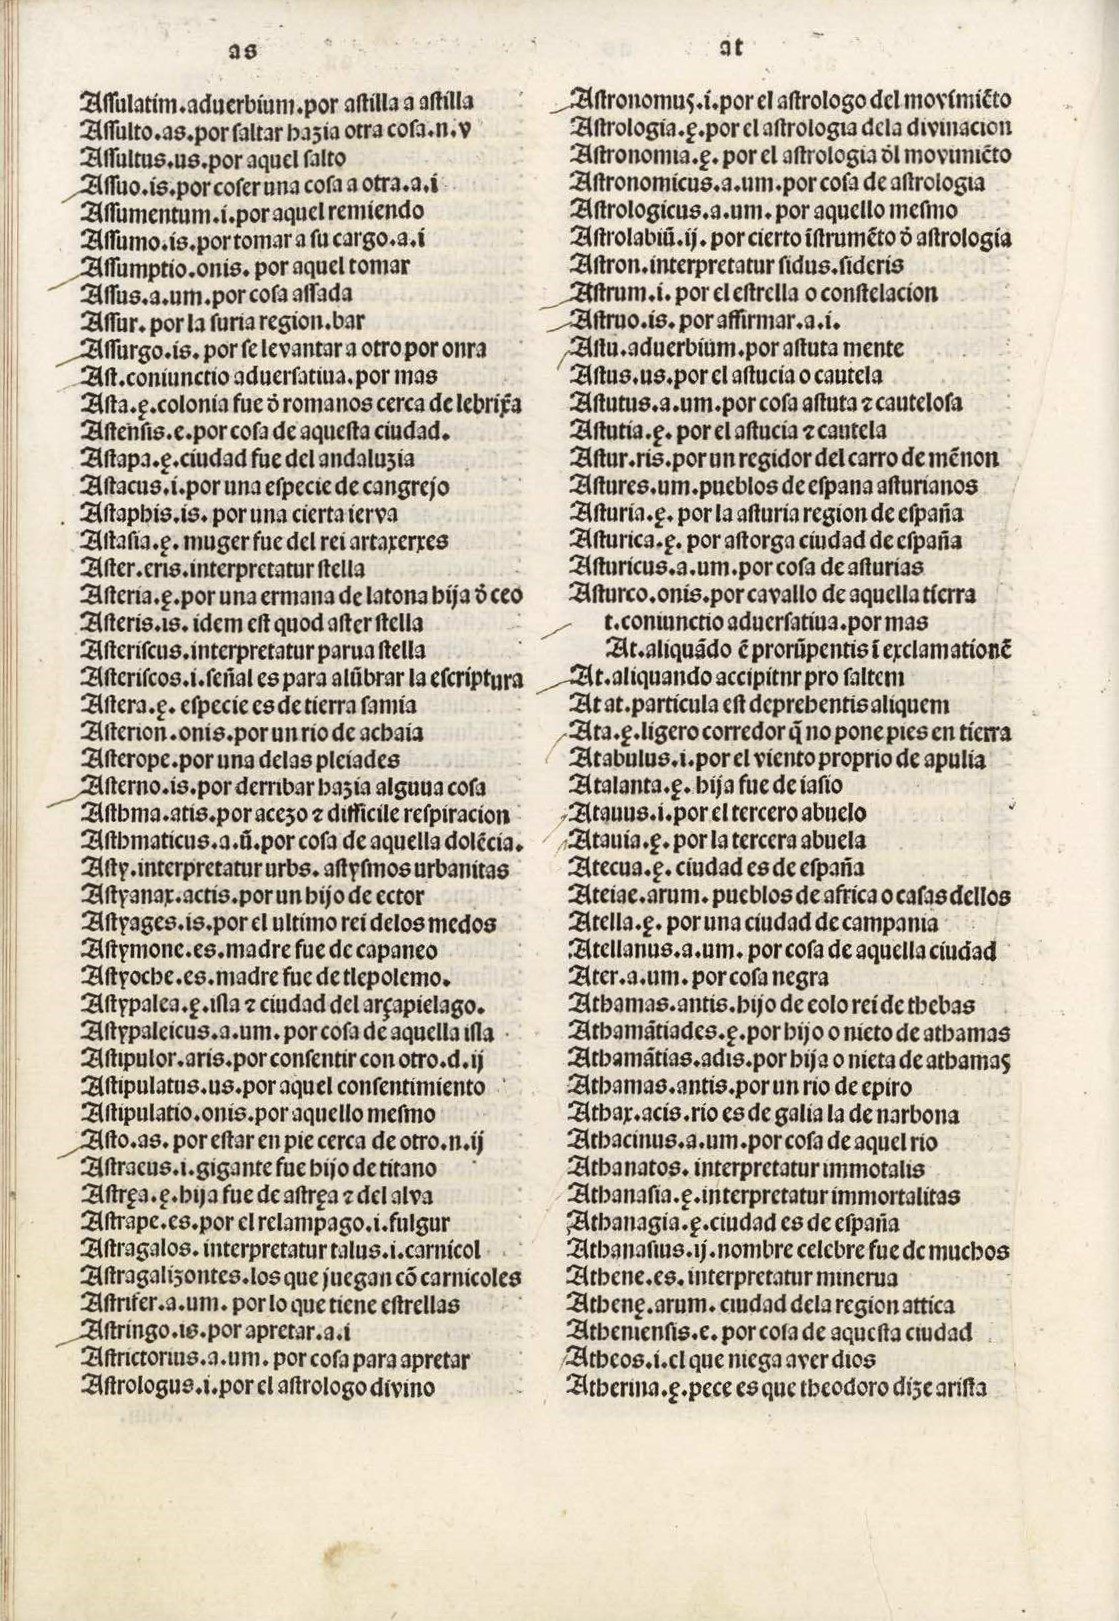 as
Assulatim.aduerbium.por astilla a astilla
Assulto.as.por saltar hazia otra cosa.n.v
Assultus.us.por aquel salto
Assuo.is.por coser una cosa a otra.a.i
Assumentum.i.por aquel remiendo
Assumo.is.por tomar a su cargo.a.i
Assumptio.onis.por aquel tomar
Assus.a.um.por cosa assada
Assur.por la suria region.bar
Assurgo.is.por se levantar a otro por onra
Ast.coniunctio aduersatiua.por mas
Asta.ę.colonia fue đ romanos cerca de lebrixa
Astensis.e.por cosa de aquesta ciudad.
Astapa.ę.ciudad fue del andaluzia
Astacus.i.por una especie de cangrejo
Astaphis.is.por una cierta ierva
Astasia.ę.muger fue del rei artaxerxes
Aster.eris.interpretatur stella
Asteria.ę.por una ermana de latona hija đ ceo
Asteris.is.idem est quod aster stella
Asteriscus.interpretatur parua stella
Asteriscos.i.señal es para alūbrar la escriptura
Astera.ę.especie es de tierra samia
Asterion.onis.por un rio de achaia
Asterope.por una delas pleiades
Asterno.is.por derribar hazia alguua cosa
Asthma.atis.por acezo ⁊ difficile respiracion
Asthmaticus.a.ū.por cosa de aquella dolēcia.
Asty.interpretatur urbs.astysmos urbanitas
Astyanax.actis.por un hijo de ector
Astyages.is.por el ultimo rei delos medos
Astymone.es.madre fue de capaneo
Astyoche.es.madre fue de tlepolemo.
Astypalea.ę.isla ⁊ ciudad del arçapielago.
Astypaleicus.a.um.por cosa de aquella isla
Astipulor.aris.por consentir con otro.d.ij
Astipulatus.us.por aquel consentimiento
Astipulatio.onis.por aquello mesmo
Asto.as.por estar en pie cerca de otro.n.ij
Astraeus.i.gigante fue hijo de titano
Astręa.ę.hija fue de astręa ⁊ del alva
Astrape.es.por el relampago.i.fulgur
Astragalos.interpretatur talus.i.carnicol
Astragalizontes.los que juegan cō carnicoles
Astrifer.a.um.por lo que tiene estrellas
Astringo.is.por apretar.a.i
Astrictorius.a.um.por cosa para apretar
Astrologus.i.por el astrologo divino
at
Astronomus.i.por el astrologo del movimiēto
Astrologia.ę.por el astrologia dela divinacion
Astronomia.ę.por el astrologia đl movimiēto
Astronomicus.a.um.por cosa de astrologia
Astrologicus.a.um.por aquello mesmo
Astrolabiū.ij.por cierto īstrumēto đ astrologia
Astron.interpretatur sidus.sideris
Astrum.i.por el estrella o constelacion
Astruo.is.por affirmar.a.i.
Astu.aduerbium.por astuta mente
Astus.us.por el astucia o cautela
Astutus.a.um.por cosa astuta ⁊ cautelosa
Astutia.ę.por el astucia ⁊ cautela
Astur.ris.por un regidor del carro de mēnon
Astures.um.pueblos de espana asturianos
Asturia.ę.por la asturia region de españa
Asturica.ę.por astorga ciudad de españa
Asturicus.a.um.por cosa de asturias
Asturco.onis.por cavallo de aquella tierra
t.coniunctio aduersatiua.por mas
At.aliquādo ē prorūpentis ī exclamationē
At.aliquando accipitnr pro saltem
At at.particula est deprehentis aliquem
Ata.ę.ligero corredor q̄ no pone pies en tierra
Atabulus.i.por el viento proprio de apulia
Atalanta.ę.hija fue de iasio
Atauus.i.por el tercero abuelo
Atauia.ę.por la tercera abuela
Atecua.ę.ciudad es de españa
Ateiae.arum.pueblos de africa o casas dellos
Atella.ę.por una ciudad de campania
Atellanus.a.um.por cosa de aquella ciudad
Ater.a.um.por cosa negra
Athamas.antis.hijo de eolo rei de thebas
Athamātiades.ę.por hijo o nieto de athamas
Athamātias.adis.por hija o nieta de athamas
Athamas.antis.por un rio de epiro
Athax.acis.rio es de galia la de narbona
Athacinus.a.um.por cosa de aquel rio
Athanatos.interpretatur immotalis
Athanasia.ę.interpretatur immortalitas
Athanagia.ę.ciudad es de españa
Athanasius.ij.nombre celebre fue de muchos
Athene.es.interpretatur minerua
Athenę.arum.ciudad dela region attica
Atheniensis.e.por cosa de aquesta ciudad
Atheos.i.el que niega aver dios
Atherina.ę.pece es que theodoro dize arista